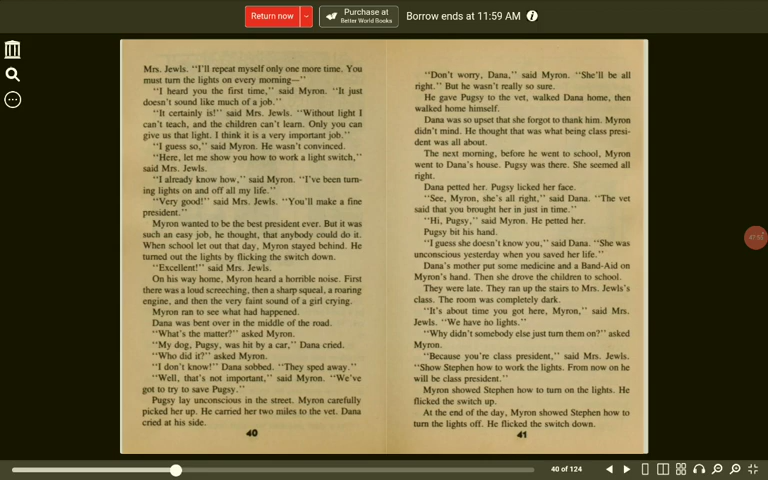 Return now
Purchase at
Better World Books
Borrow ends at 11:59 AM
Mrs. Jewls. "I'll repeat myself only one more time. You
must turn the lights on every morning—"
"I heard you the first time," said Myron. "It just
doesn't sound like much of a job."
"It certainly is!" said Mrs. Jewls. "Without light I
can't teach, and the children can't learn. Only you can
give us that light. I think it is a very important job."
"I guess so," said Myron. He wasn't convinced.
"Here, let me show you how to work a light switch,"
said Mrs. Jewls.
"I already know how," said Myron. "I've been turn-
ing lights on and off all my life."
"Very good!" said Mrs. Jewls. "You'll make a fine
president."
Myron wanted to be the best president ever. But it was
such an easy job, he thought, that anybody could do it.
When school let out that day, Myron stayed behind. He
turned out the lights by flicking the switch down.
"Excellent!" said Mrs. Jewls.
On his way home, Myron heard a horrible noise. First
there was a loud screeching, then a sharp squeal, a roaring
engine, and then the very faint sound of a girl crying.
Myron ran to see what had happened.
Dana was bent over in the middle of the road.
"What's the matter?" asked Myron.
"My dog, Pugsy, was hit by a car," Dana cried.
"Who did it?" asked Myron.
"I don't know!" Dana sobbed. "They sped away."
"Well, that's not important," said Myron. "We've
got to try to save Pugsy."
Pugsy lay unconscious in the street. Myron carefully
picked her up. He carried her two miles to the vet. Dana
cried at his side.
40
"Don't worry, Dana," said Myron. "She'll be all
right." But he wasn't really so sure.
He gave Pugsy to the vet, walked Dana home, then
walked home himself.
Dana was so upset that she forgot to thank him. Myron
didn't mind. He thought that was what being class presi-
dent was all about.
The next morning, before he went to school, Myron
went to Dana's house. Pugsy was there. She seemed all
right.
Dana petted her. Pugsy licked her face.
"See, Myron, she's all right," said Dana. "The vet
said that you brought her in just in time."
"Hi, Pugsy," said Myron. He petted her.
Pugsy bit his hand.
"I guess she doesn't know you," said Dana. "She was
unconscious yesterday when you saved her life."
Dana's mother put some medicine and a Band-Aid on
Myron's hand. Then she drove the children to school.
They were late. They ran up the stairs to Mrs. Jewls's
class. The room was completely dark.
"It's about time you got here, Myron," said Mrs.
Jewls. "We have no lights."
"Why didn't somebody else just turn them on?" asked
Myron.
"Because you're class president," said Mrs. Jewls.
"Show Stephen how to work the lights. From now on he
will be class president."
Myron showed Stephen how to turn on the lights. He
flicked the switch up.
At the end of the day, Myron showed Stephen how to
turn the lights off. He flicked the switch down.
41
40 of 124